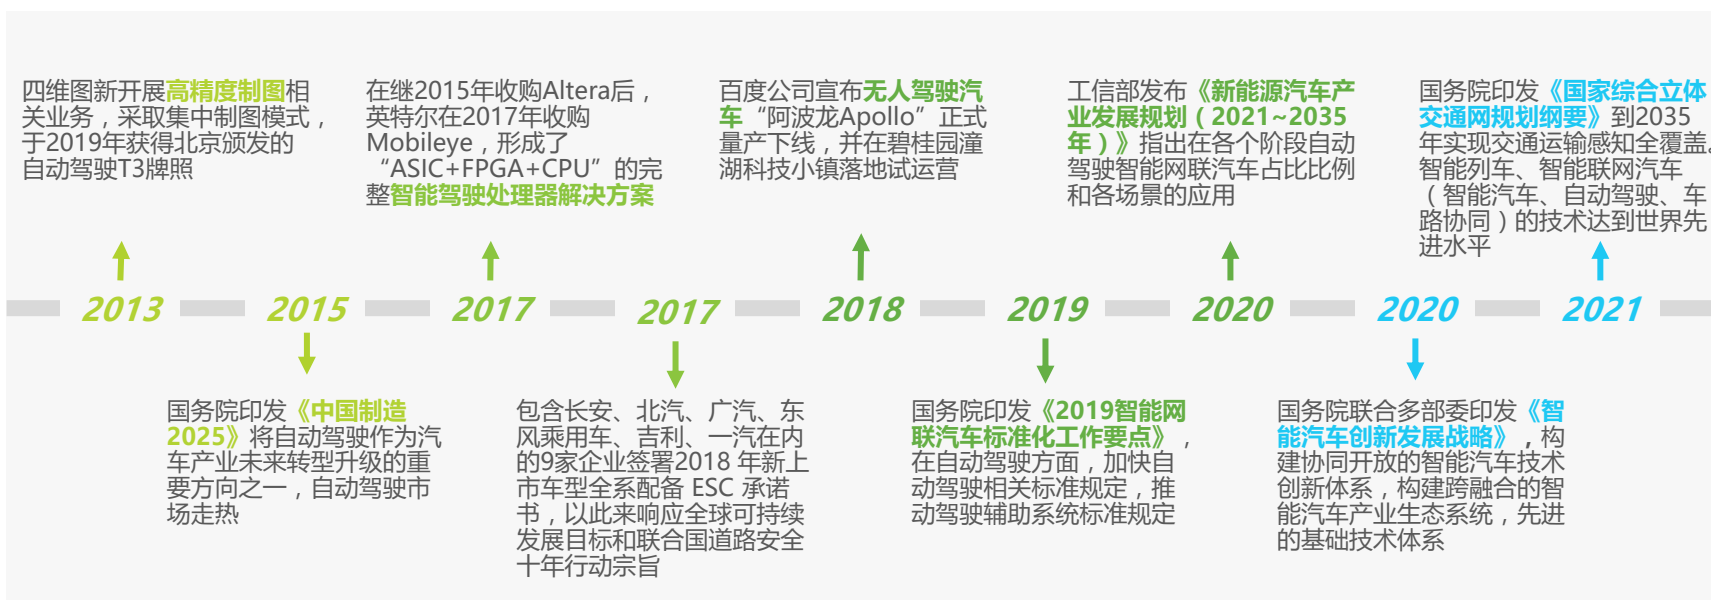 四维图新开展高精度制图相
关业务，采取集中制图模式，
于2019年获得北京颁发的
自动驾驶T3牌照
在继2015年收购Altera后，
英特尔在2017年收购
Mobileye，形成了
“ASIC+FPGA+CPU”的完
整智能驾驶处理器解决方案
百度公司宣布无人驾驶汽
车“阿波龙Apollo”正式
量产下线，并在碧桂园潼
湖科技小镇落地试运营
工信部发布《新能源汽车产
业发展规划（2021~2035
年）》指出在各个阶段自动
驾驶智能网联汽车占比比例
和各场景的应用
国务院印发《国家综合立体
交通网规划纲要》到2035
年实现交通运输感知全覆盖。
智能列车、智能联网汽车
（智能汽车、自动驾驶、车
路协同）的技术达到世界先
进水平
2013
2015
2017
2017
2018
2019
2020
2020
2021
国务院印发《中国制造
2025》将自动驾驶作为汽
车产业未来转型升级的重
要方向之一，自动驾驶市
场走热
包含长安、北汽、广汽、东
风乘用车、吉利、一汽在内
的9家企业签署2018 年新上
市车型全系配备 ESC 承诺
书，以此来响应全球可持续
发展目标和联合国道路安全
十年行动宗旨
国务院印发《2019智能网
联汽车标准化工作要点》，
在自动驾驶方面，加快自
动驾驶相关标准规定，推
动驾驶辅助系统标准规定
国务院联合多部委印发《智
能汽车创新发展战略》，构
建协同开放的智能汽车技术
创新体系，构建跨融合的智
能汽车产业生态系统，先进
的基础技术体系